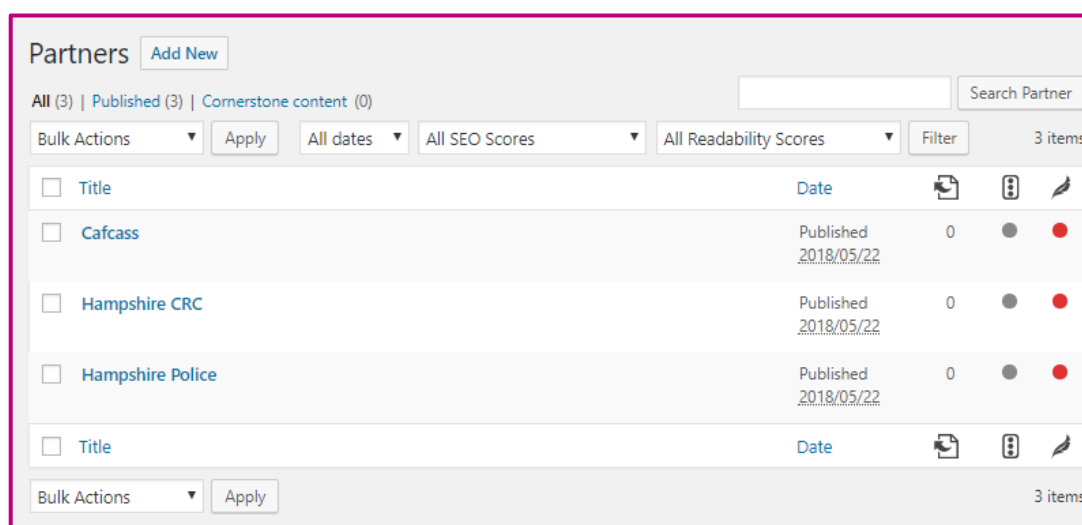 Partners Add New
All (3) | Published (3) | Cornerstone content (0)
Search Partner
Bulk Actions Apply All dates All SEO Scores All Readability Scores Filter 3 items
Title Date
Cafcass Published 0
2018/05/22
Hampshire CRC Published 0
2018/05/22
Hampshire Police Published 0
2018/05/22
Title Date
Bulk Actions Apply 3 items